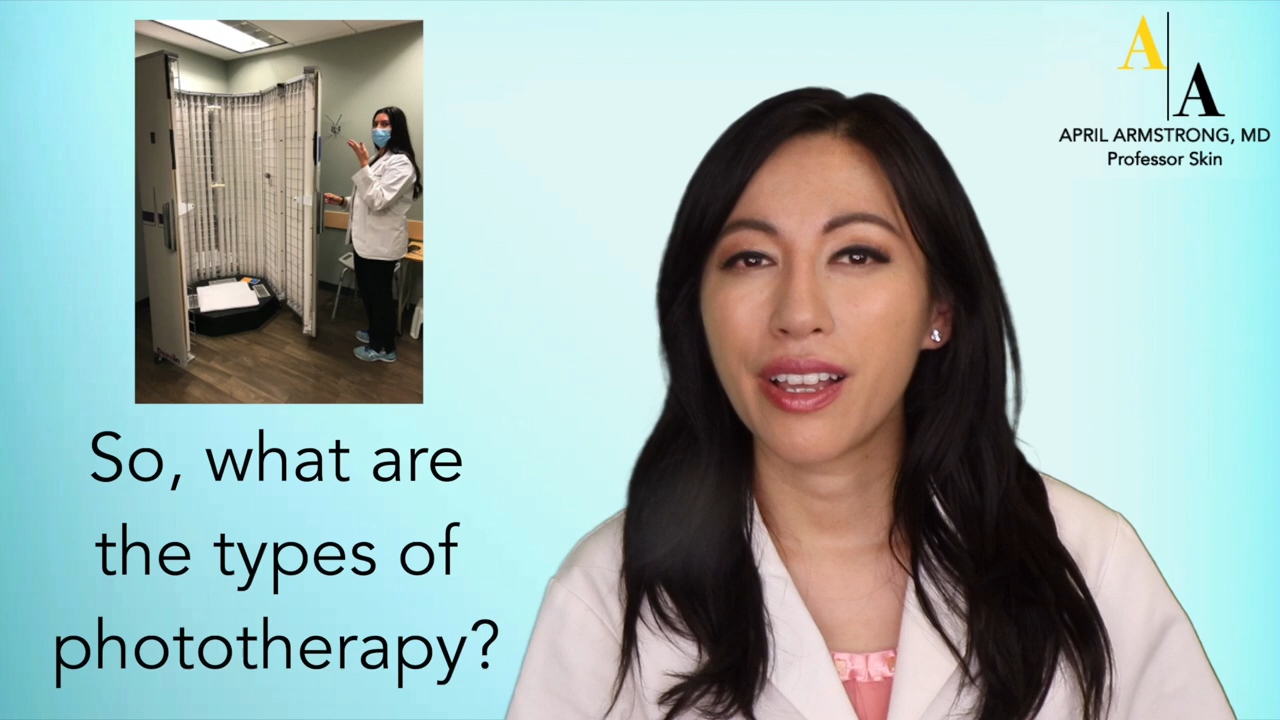 So, what are
the types of
phototherapy?
A A
APRIL ARMSTRONG, MD
Professor Skin